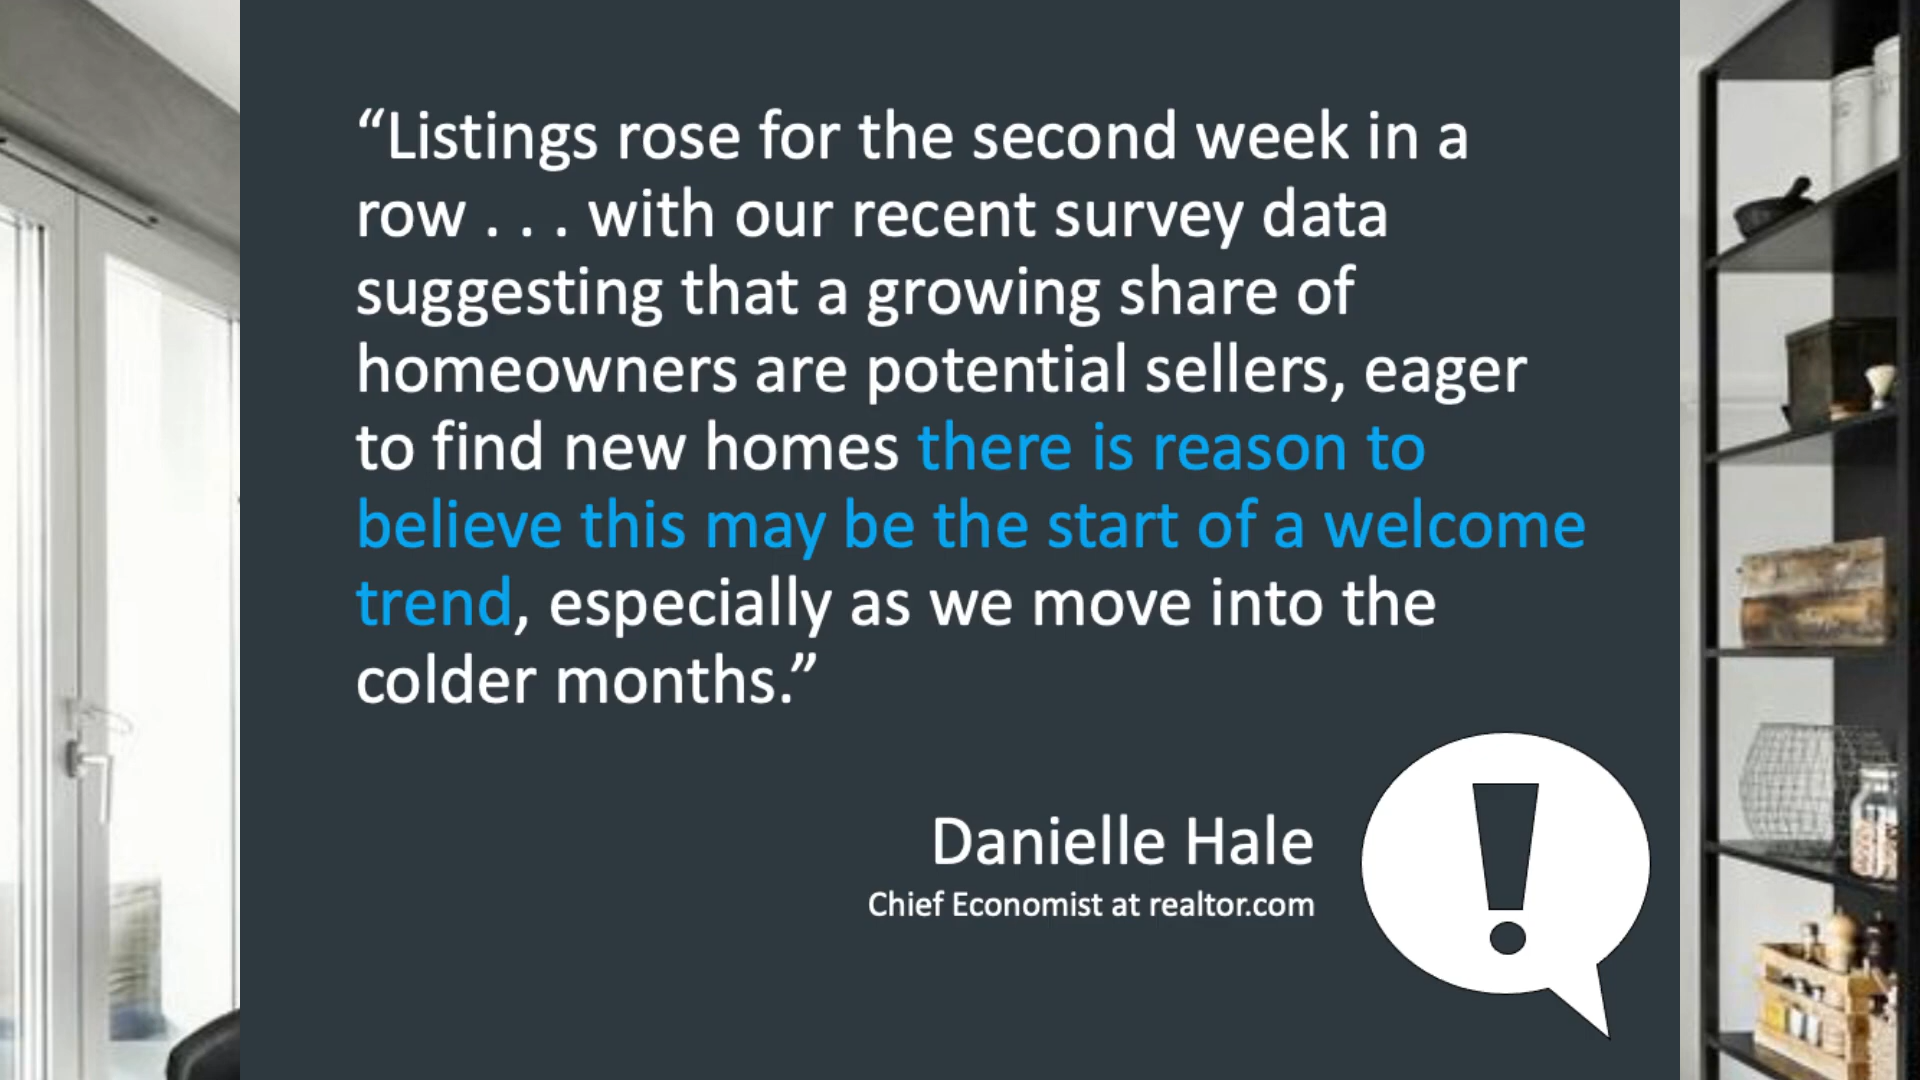 “Listings rose for the second week in a
row . . . with our recent survey data
suggesting that a growing share of
homeowners are potential sellers, eager
to find new homes there is reason to
believe this may be the start of a welcome
trend, especially as we move into the
colder months.”
Danielle Hale
Chief Economist at realtor.com
!